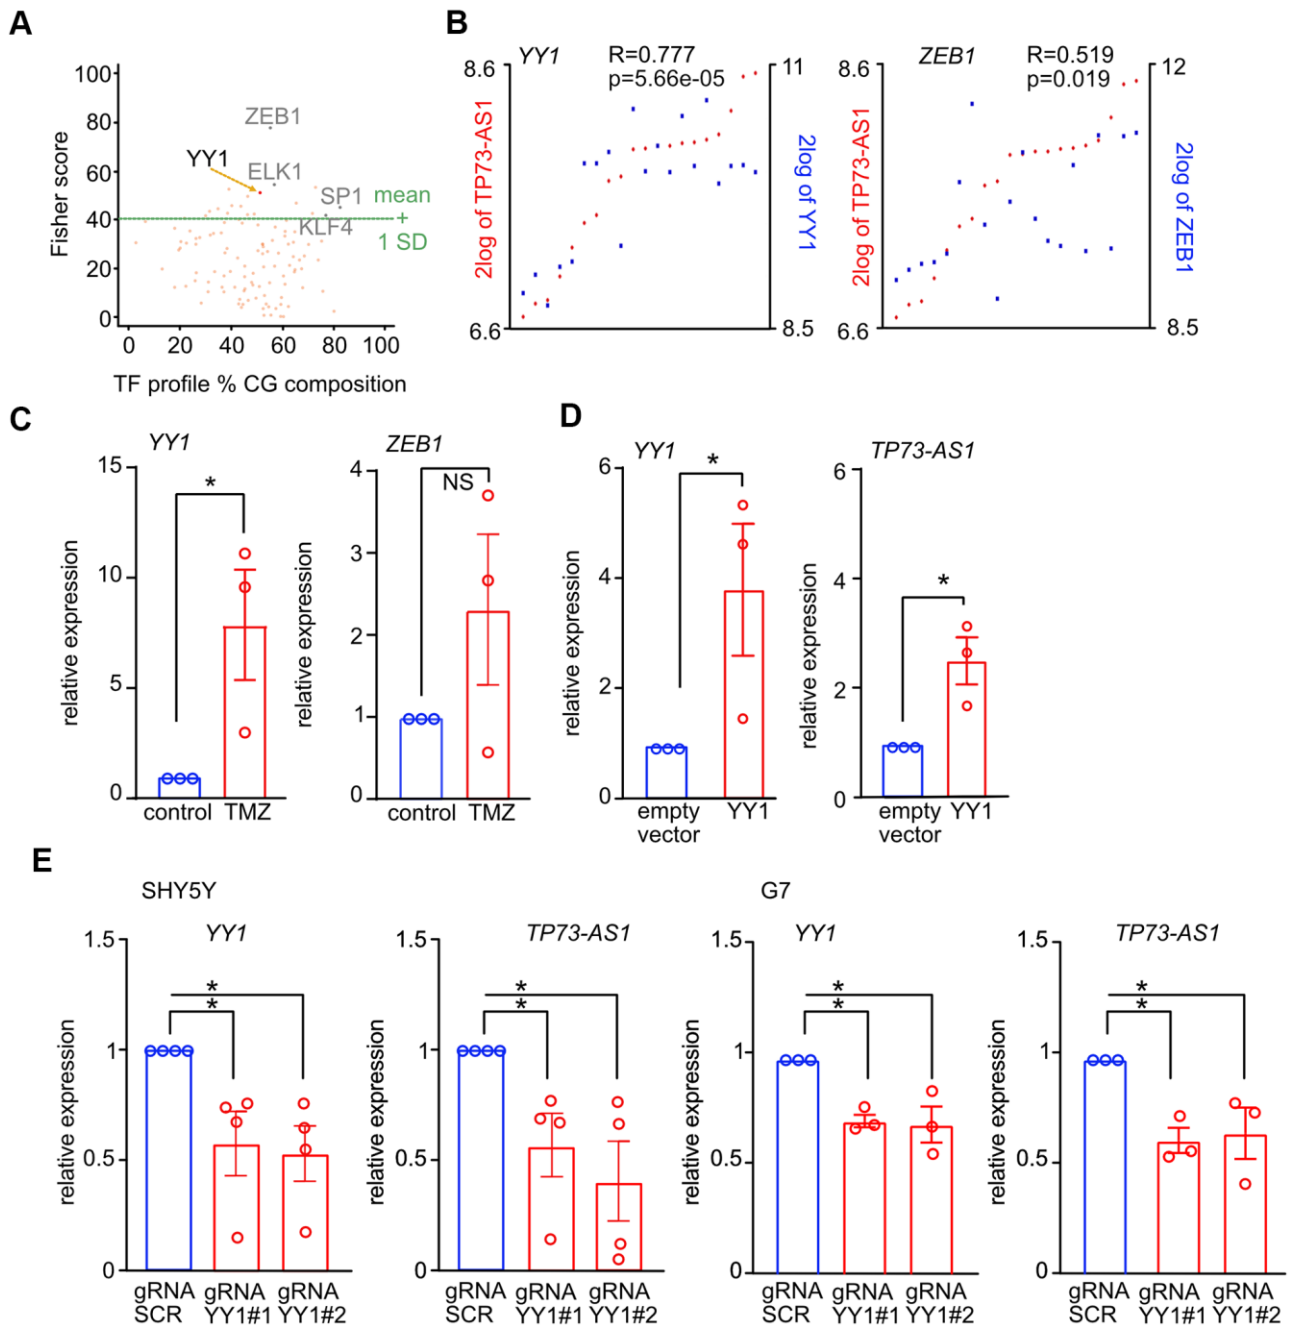 A
Fisher score
100
80
60
40
20
0
ZEB1
YY1
ELK1
SP1
KLF4
mean
+
1 SD
0 20 40 60 80 100
TF profile % CG composition
B
YY1
R=0.777
p=5.66e-05
8.6
6.6
11
8.5
2log of TP73-AS1
2log of YY1
ZEB1
R=0.519
p=0.019
8.6
6.6
12
8.5
2log of TP73-AS1
2log of ZEB1
C
YY1
relative expression
15
10
5
0
*
control TMZ
ZEB1
relative expression
4
3
2
1
0
NS
control TMZ
D
YY1
relative expression
6
4
2
0
*
empty YY1
vector
TP73-AS1
relative expression
6
4
2
0
*
empty YY1
vector
E
SHY5Y
YY1
relative expression
1.5
1
0.5
0
*
*
gRNA gRNA gRNA
SCR YY1#1 YY1#2
TP73-AS1
relative expression
1.5
1
0.5
0
*
*
gRNA gRNA gRNA
SCR YY1#1 YY1#2
G7
YY1
relative expression
1.5
1
0.5
0
*
*
gRNA gRNA gRNA
SCR YY1#1 YY1#2
TP73-AS1
relative expression
1.5
1
0.5
0
*
*
gRNA gRNA gRNA
SCR YY1#1 YY1#2